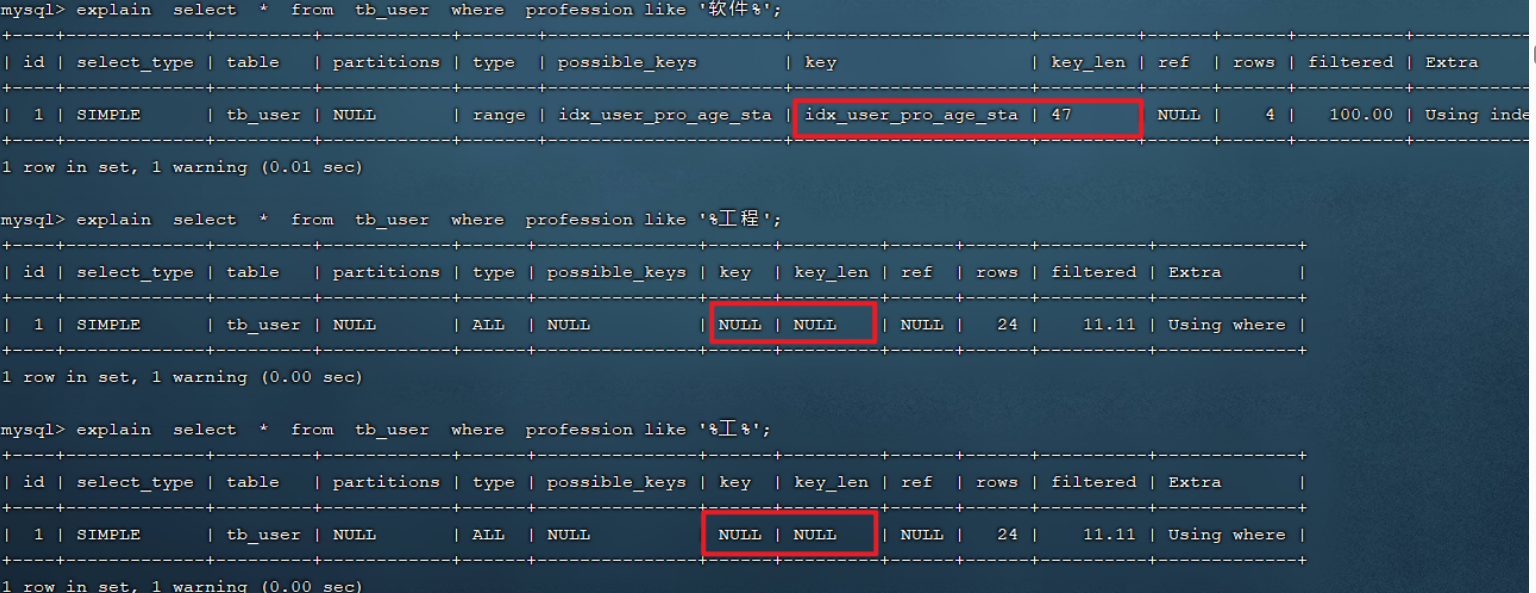 mysql> explain  select  *  from  tb_user  where  profession like '软件%';
+----+-------------+---------+------------+-------+----------------------+----------------------+---------+------+------+----------+-----------
| id | select_type | table   | partitions | type  | possible_keys        | key                  | key_len | ref  | rows | filtered | Extra
+----+-------------+---------+------------+-------+----------------------+----------------------+---------+------+------+----------+-----------
|  1 | SIMPLE      | tb_user | NULL       | range | idx_user_pro_age_sta | idx_user_pro_age_sta | 47      | NULL |    4 |   100.00 | Using inde
+----+-------------+---------+------------+-------+----------------------+----------------------+---------+------+------+----------+-----------
1 row in set, 1 warning (0.01 sec)
mysql> explain  select  *  from  tb_user  where  profession like '%工程';
+----+-------------+---------+------------+------+---------------+------+---------+------+------+----------+-------------+
| id | select_type | table   | partitions | type | possible_keys | key  | key_len | ref  | rows | filtered | Extra       |
+----+-------------+---------+------------+------+---------------+------+---------+------+------+----------+-------------+
|  1 | SIMPLE      | tb_user | NULL       | ALL  | NULL          | NULL | NULL    | NULL |   24 |    11.11 | Using where |
+----+-------------+---------+------------+------+---------------+------+---------+------+------+----------+-------------+
1 row in set, 1 warning (0.00 sec)
mysql> explain  select  *  from  tb_user  where  profession like '%工%';
+----+-------------+---------+------------+------+---------------+------+---------+------+------+----------+-------------+
| id | select_type | table   | partitions | type | possible_keys | key  | key_len | ref  | rows | filtered | Extra       |
+----+-------------+---------+------------+------+---------------+------+---------+------+------+----------+-------------+
|  1 | SIMPLE      | tb_user | NULL       | ALL  | NULL          | NULL | NULL    | NULL |   24 |    11.11 | Using where |
+----+-------------+---------+------------+------+---------------+------+---------+------+------+----------+-------------+
1 row in set, 1 warning (0.00 sec)